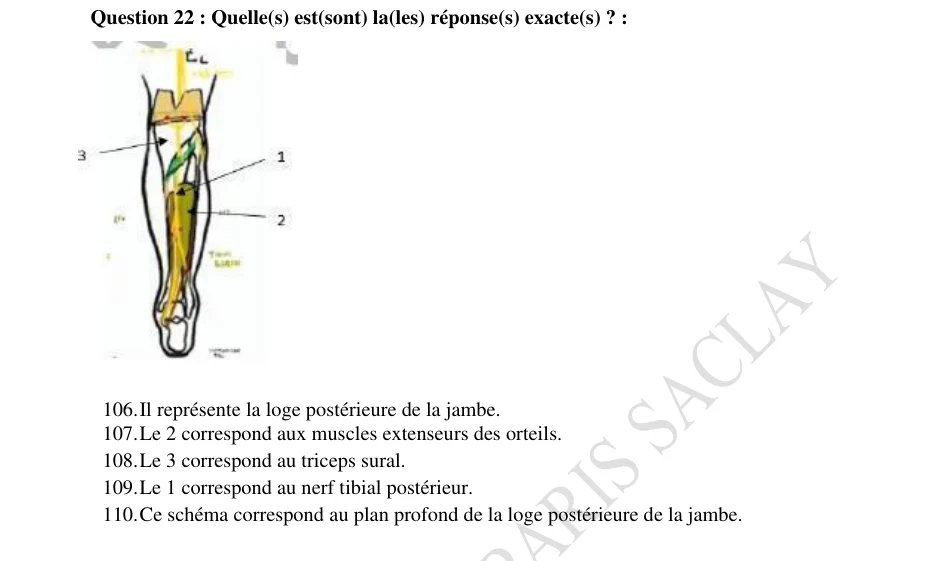 Question 22 : Quelle(s) est(sont) la(les) réponse(s) exacte(s) ? :
3
1
2
106.Il représente la loge postérieure de la jambe.
107.Le 2 correspond aux muscles extenseurs des orteils.
108.Le 3 correspond au triceps sural.
109.Le 1 correspond au nerf tibial postérieur.
110.Ce schéma correspond au plan profond de la loge postérieure de la jambe.
PARIS SACLAY